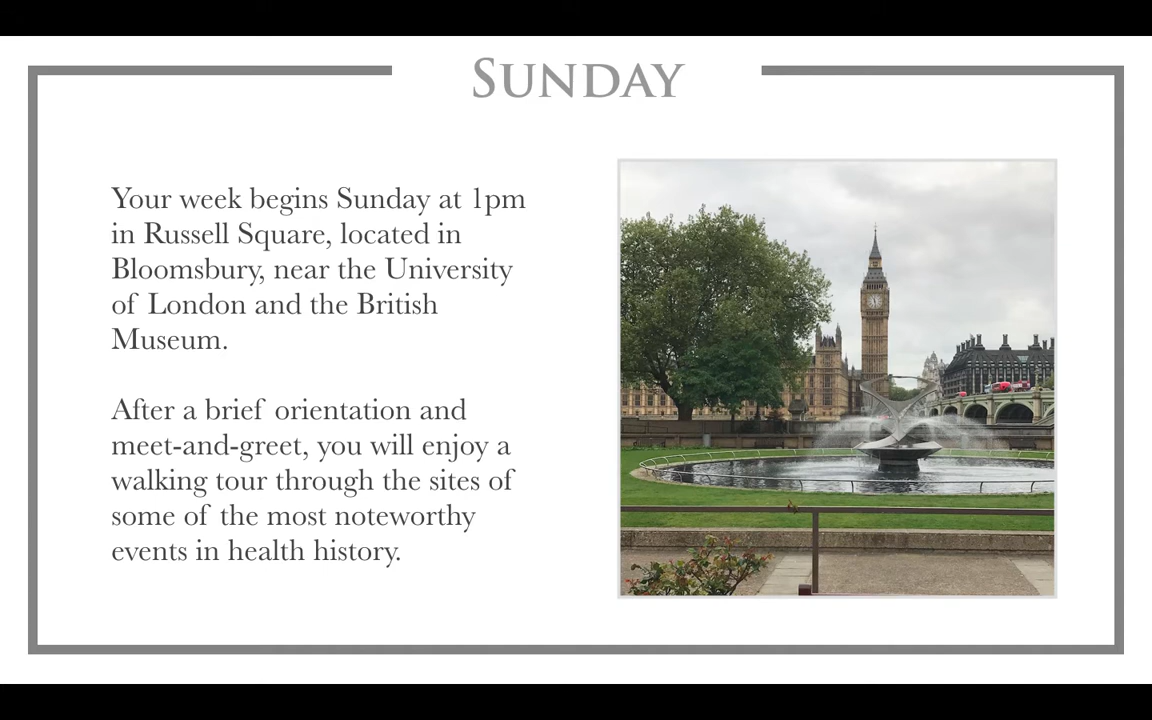 SUNDAY
Your week begins Sunday at 1pm
in Russell Square, located in
Bloomsbury, near the University
of London and the British
Museum.
After a brief orientation and
meet-and-greet, you will enjoy a
walking tour through the sites of
some of the most noteworthy
events in health history.